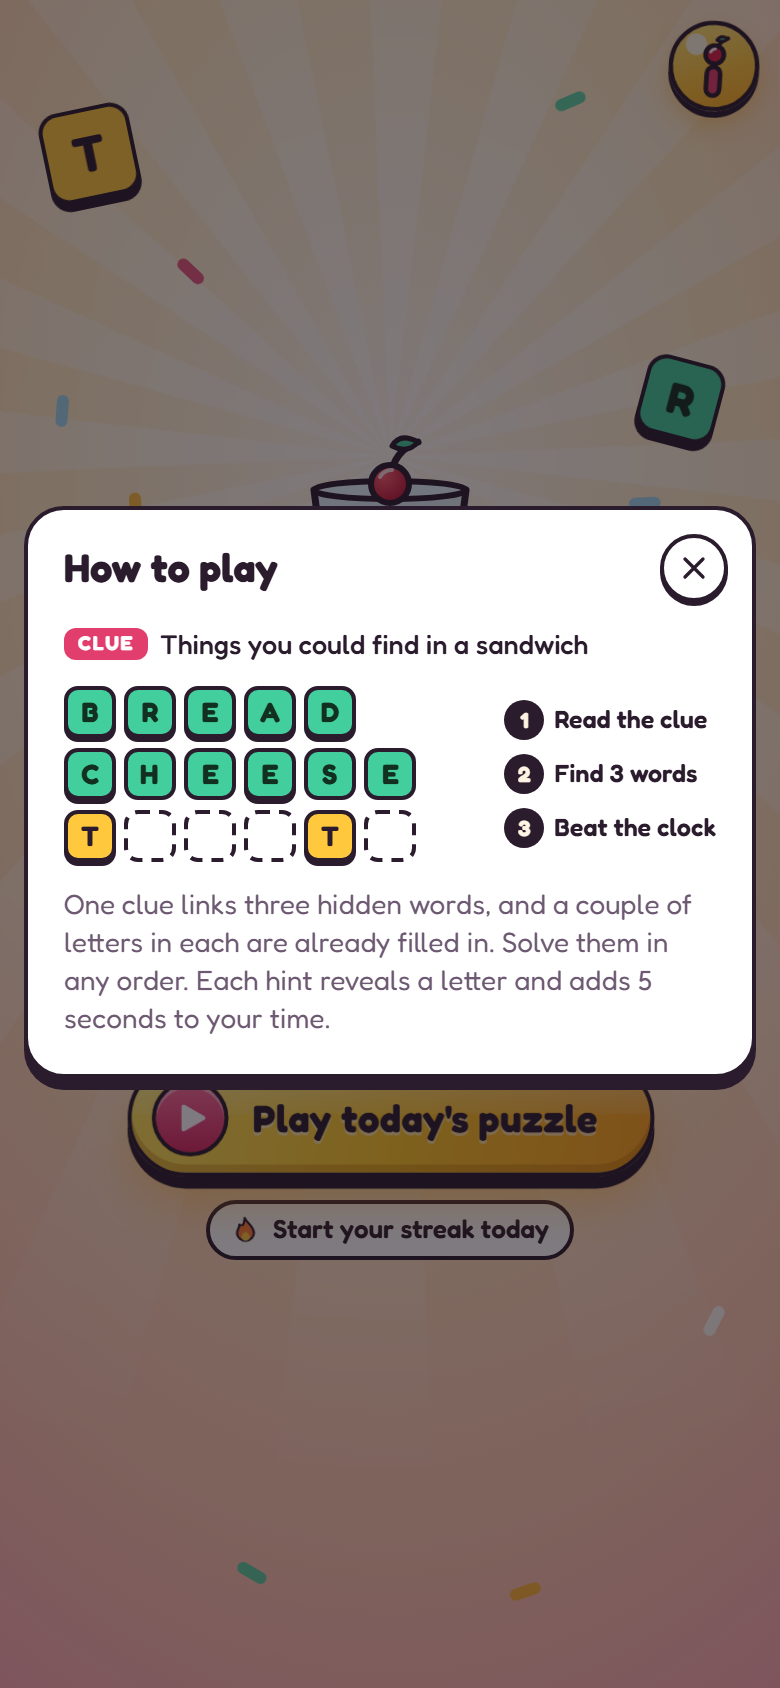 T
R
How to play
CLUE Things you could find in a sandwich
B R E A D
C H E E S E
T T
1 Read the clue
2 Find 3 words
3 Beat the clock
One clue links three hidden words, and a couple of
letters in each are already filled in. Solve them in
any order. Each hint reveals a letter and adds 5
seconds to your time.
Play today's puzzle
Start your streak today